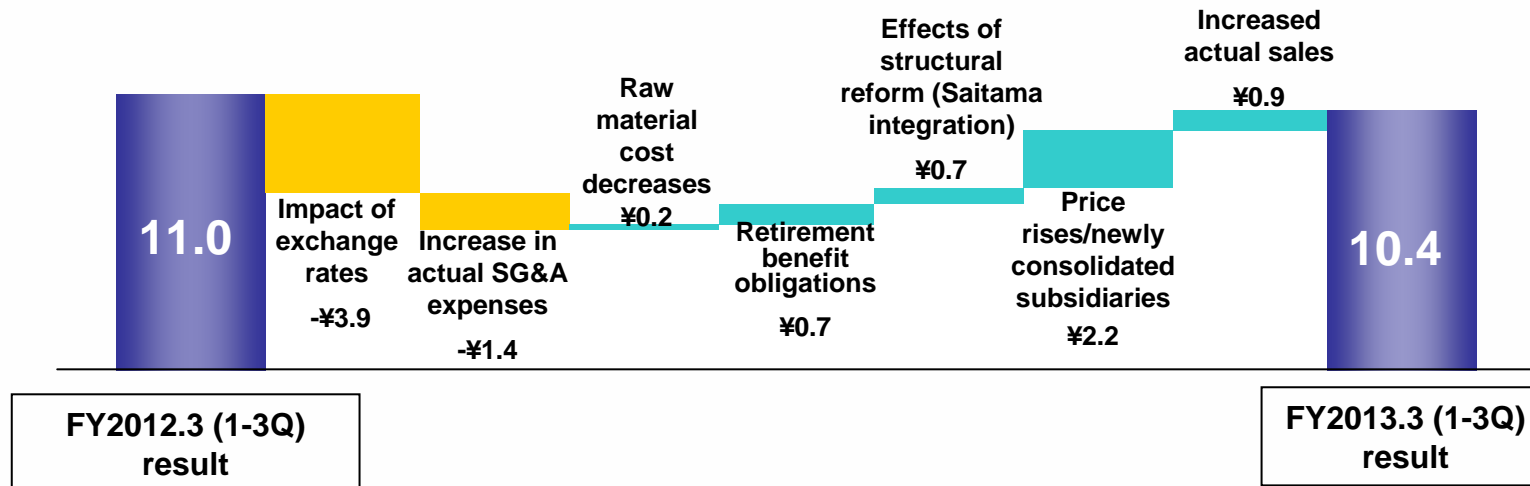 11.0
Impact of
exchange
rates
-¥3.9
Increase in
actual SG&A
expenses
-¥1.4
Raw
material
cost
decreases
¥0.2
Retirement
benefit
obligations
¥0.7
Effects of
structural
reform (Saitama
integration)
¥0.7
Price
rises/newly
consolidated
subsidiaries
¥2.2
Increased
actual sales
¥0.9
10.4
FY2012.3 (1-3Q)
result
FY2013.3 (1-3Q)
result